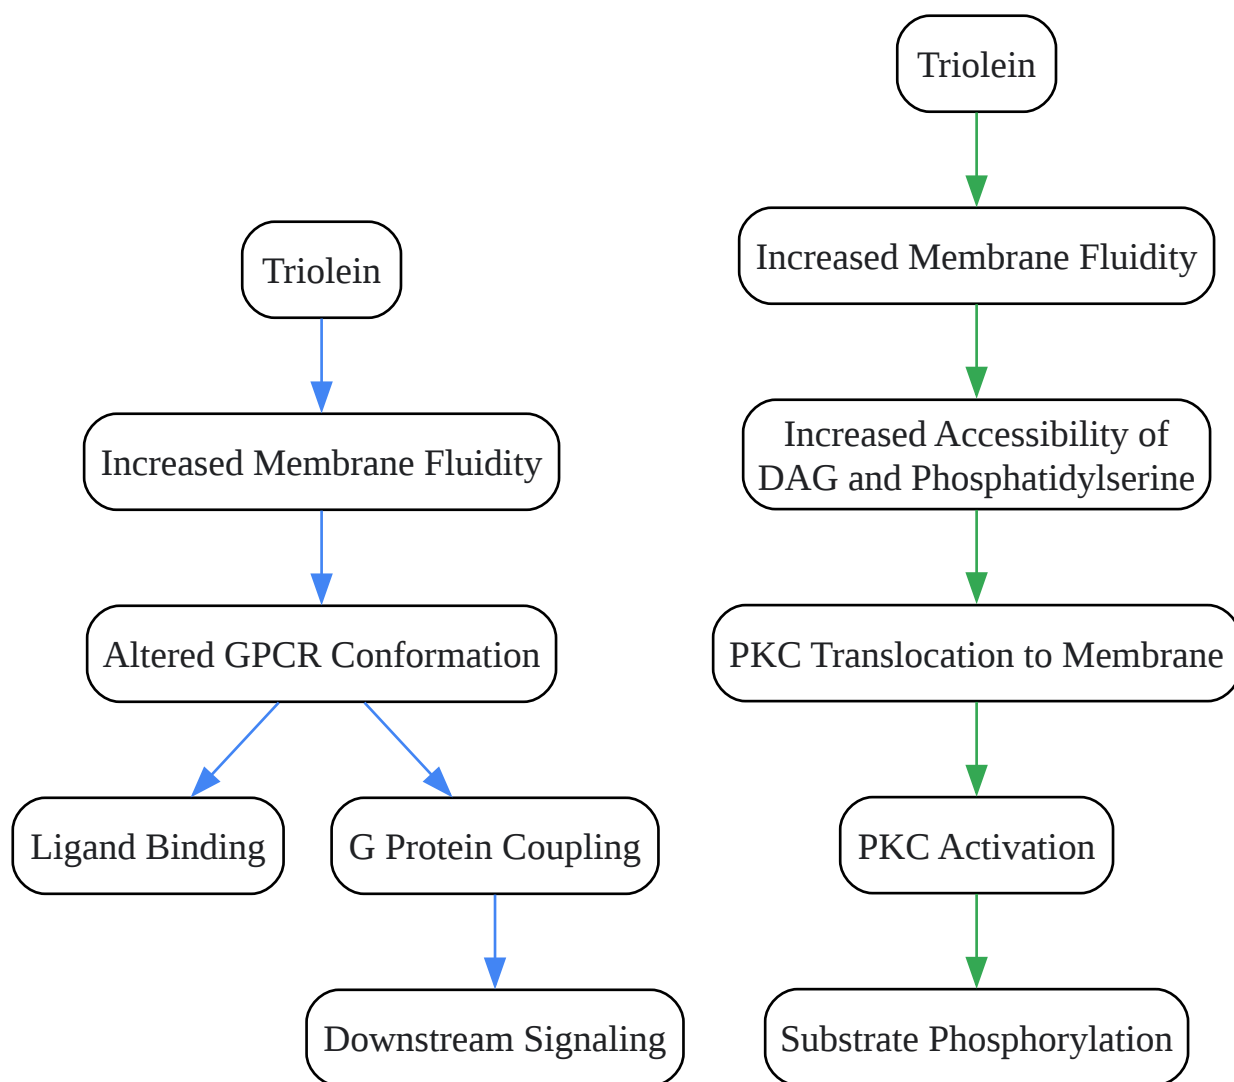 Triolein
Increased Membrane Fluidity
Altered GPCR Conformation
Ligand Binding
G Protein Coupling
Downstream Signaling
Triolein
Increased Membrane Fluidity
Increased Accessibility of
DAG and Phosphatidylserine
PKC Translocation to Membrane
PKC Activation
Substrate Phosphorylation